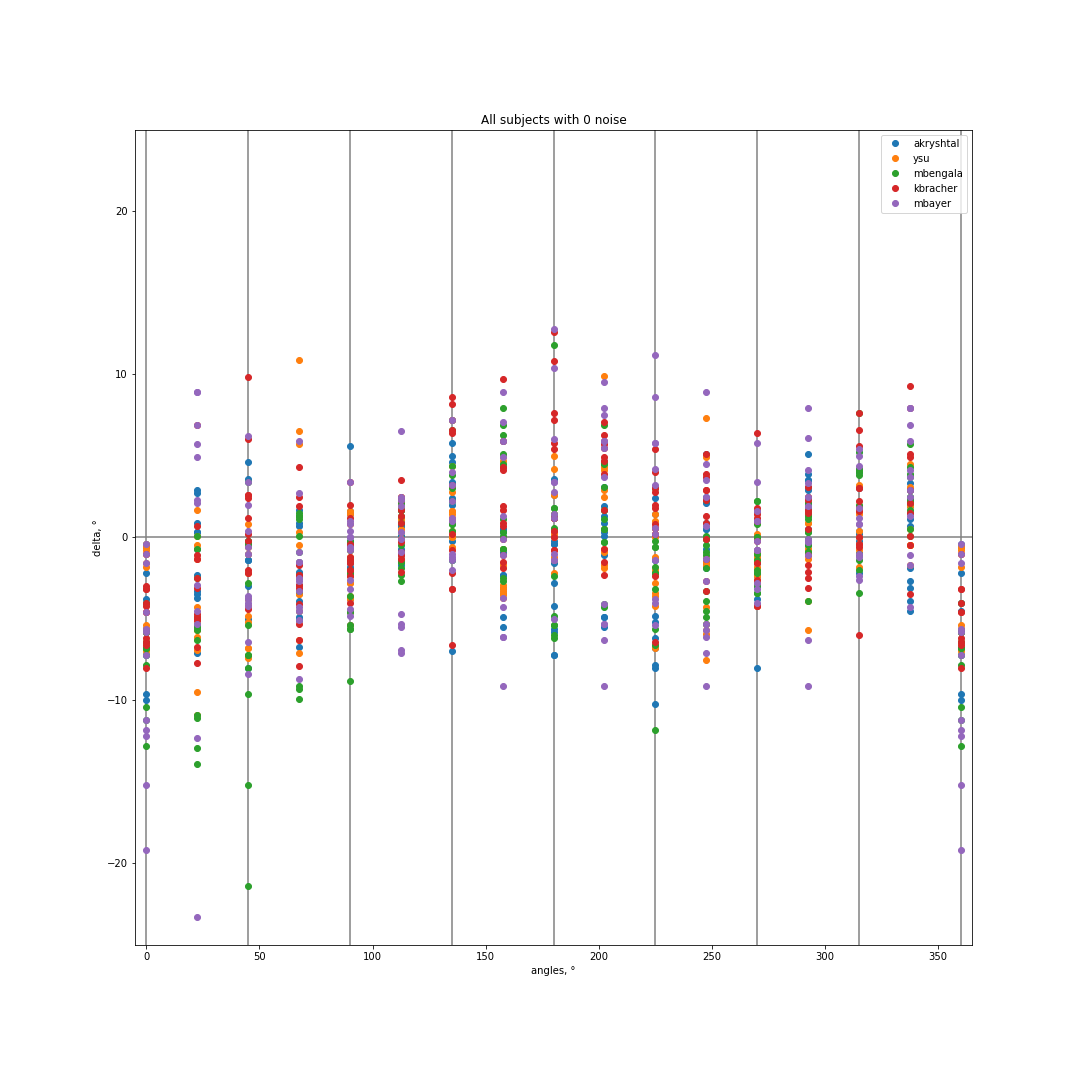 All subjects with 0 noise
akryshtal
ysu
mbengala
kbracher
mbayer
20
10
0
−10
−20
delta, °
0 50 100 150 200 250 300 350
angles, °